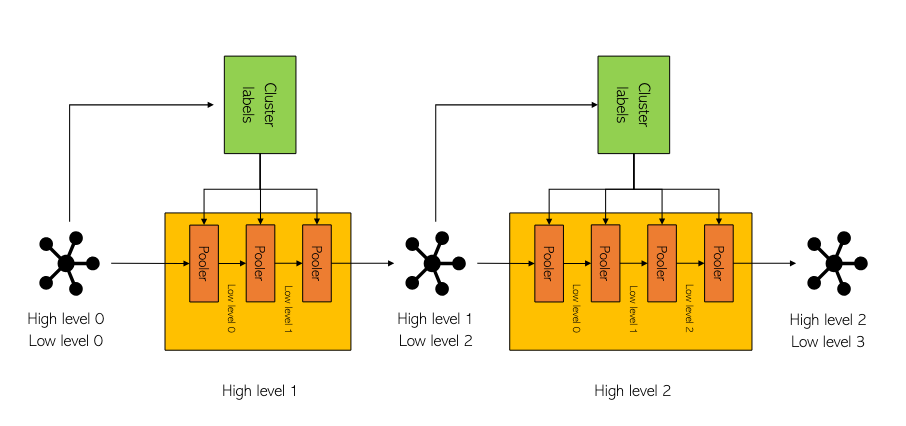 Cluster
labels
Cluster
labels
Pooler
Pooler
Pooler
Low level 0
Low level 1
Pooler
Pooler
Pooler
Pooler
Low level 0
Low level 1
Low level 2
High level 0
Low level 0
High level 1
Low level 2
High level 2
Low level 3
High level 1
High level 2